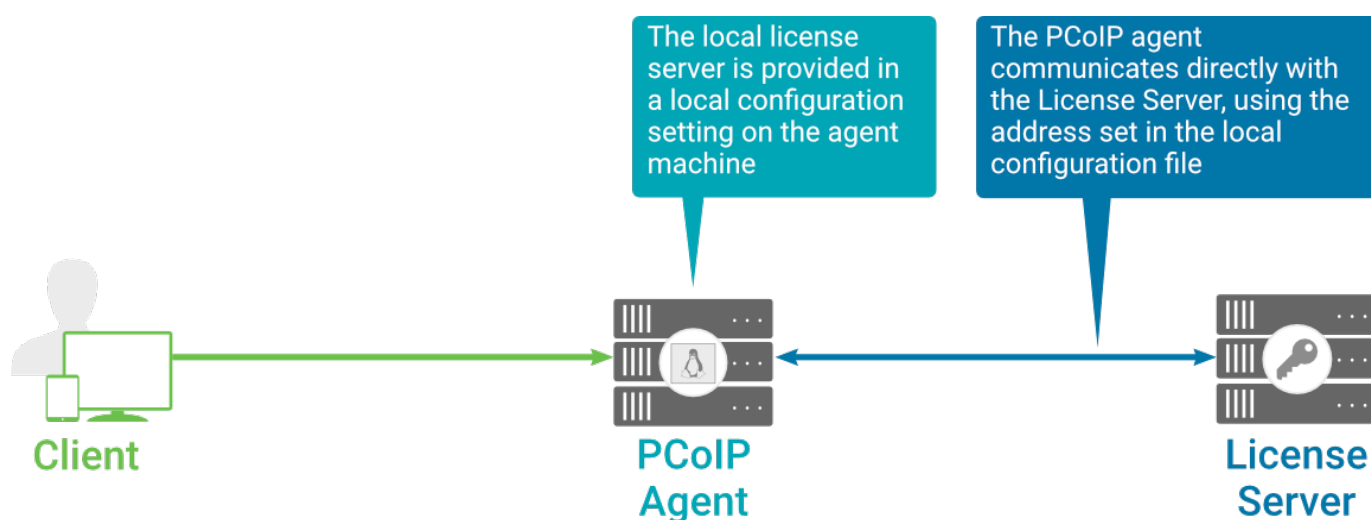 The local license
server is provided in
a local configuration
setting on the agent
machine
The PCoIP agent
communicates directly with
the License Server, using the
address set in the local
configuration file
Client
PCoIP
Agent
License
Server